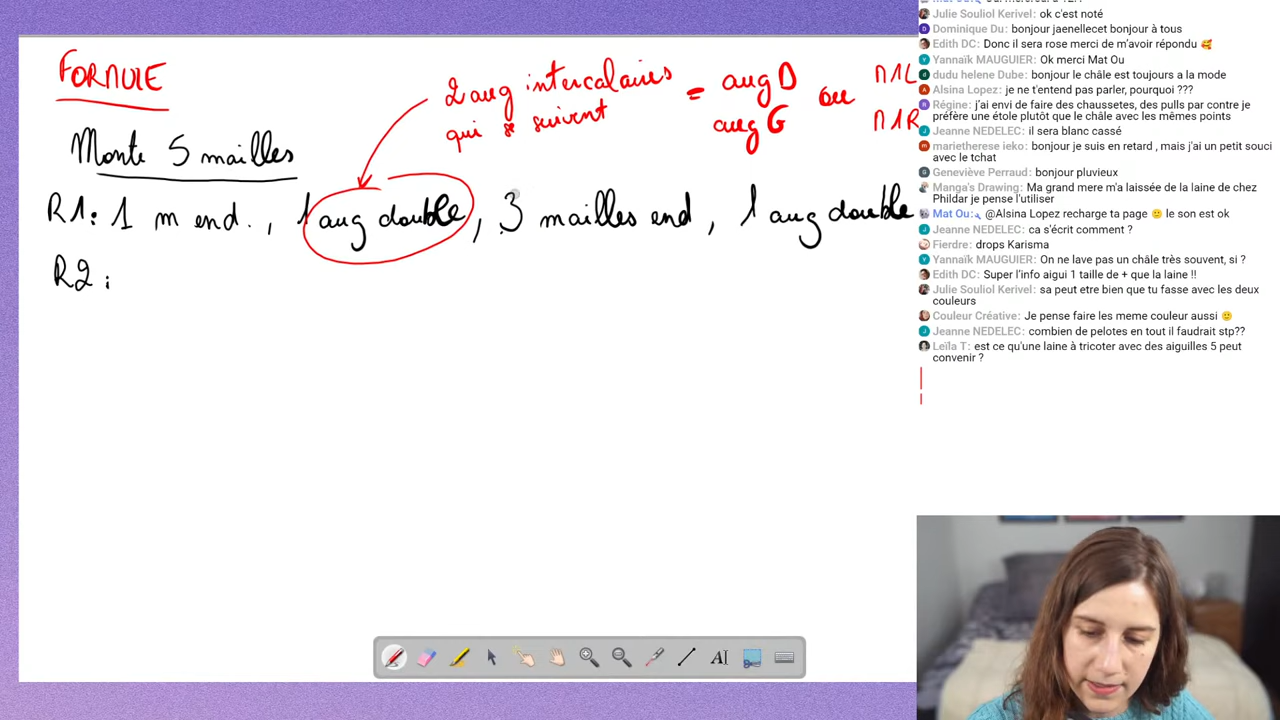 FORMULE
2 aug intercalaires
qui se suivent
= aug D ou M1L
aug G M1R
Monte 5 mailles
R1: 1 m end., 1 aug double, 3 mailles end, 1 aug double
R2:
Julie Souliol Kerivel: ok c'est noté
Dominique Du: bonjour jaenellecet bonjour à tous
Edith DC: Donc il sera rose merci de m'avoir répondu 🥰
Yannaïk MAUGUIER: Ok merci Mat Ou
dudu helene Dube: bonjour le châle est toujours a la mode
Alsina Lopez: je ne t'entend pas parler, pourquoi ???
Régine: j'ai envi de faire des chaussetes, des pulls par contre je
préfère une étole plutôt que le châle avec les mêmes points
Jeanne NEDELEC: il sera blanc cassé
marietherese ieko: bonjour je suis en retard , mais j'ai un petit souci
avec le tchat
Geneviève Perraud: bonjour pluvieux
Manga's Drawing: Ma grand mere m'a laissée de la laine de chez
Phildar je pense l'utiliser
Mat Ou: @Alsina Lopez recharge ta page 🙂 le son est ok
Jeanne NEDELEC: ca s'écrit comment ?
Fierdre: drops Karisma
Yannaïk MAUGUIER: On ne lave pas un châle très souvent, si ?
Edith DC: Super l'info aigui 1 taille de + que la laine !!
Julie Souliol Kerivel: sa peut etre bien que tu fasse avec les deux
couleurs
Couleur Créative: Je pense faire les meme couleur aussi 🙂
Jeanne NEDELEC: combien de pelotes en tout il faudrait stp??
Leïla T: est ce qu'une laine à tricoter avec des aiguilles 5 peut
convenir ?
AI